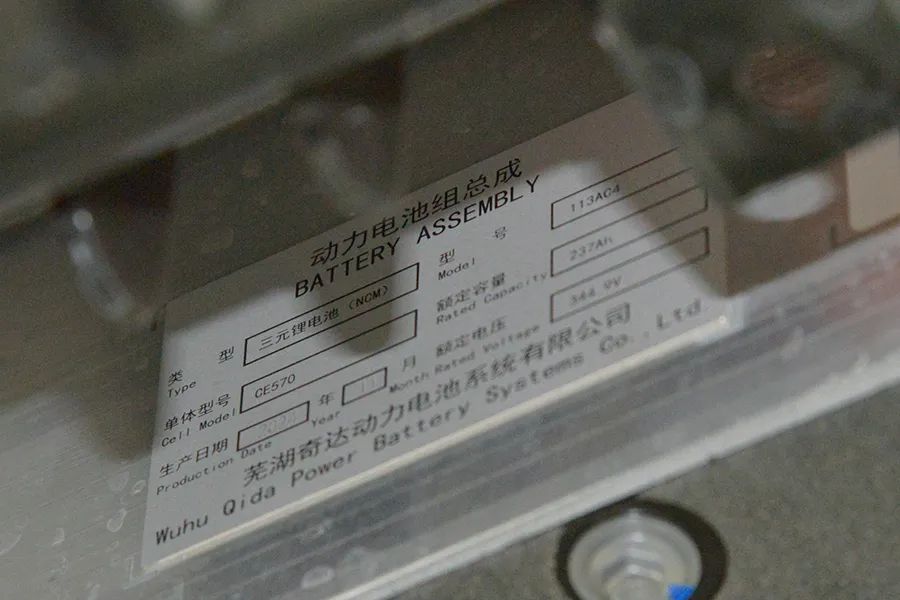 动力电池组总成
BATTERY ASSEMBLY
类 型 三元锂电池（NCM） 型 号 113AC4
Type Model
单体型号 CE570 额定容量 237Ah
Cell Model Rated Capacity
生产日期 2024 年 月 额定电压 344.9V
Production Date Year Month Rated Voltage
芜湖奇达动力电池系统有限公司
Wuhu Qida Power Battery Systems Co.,Ltd.